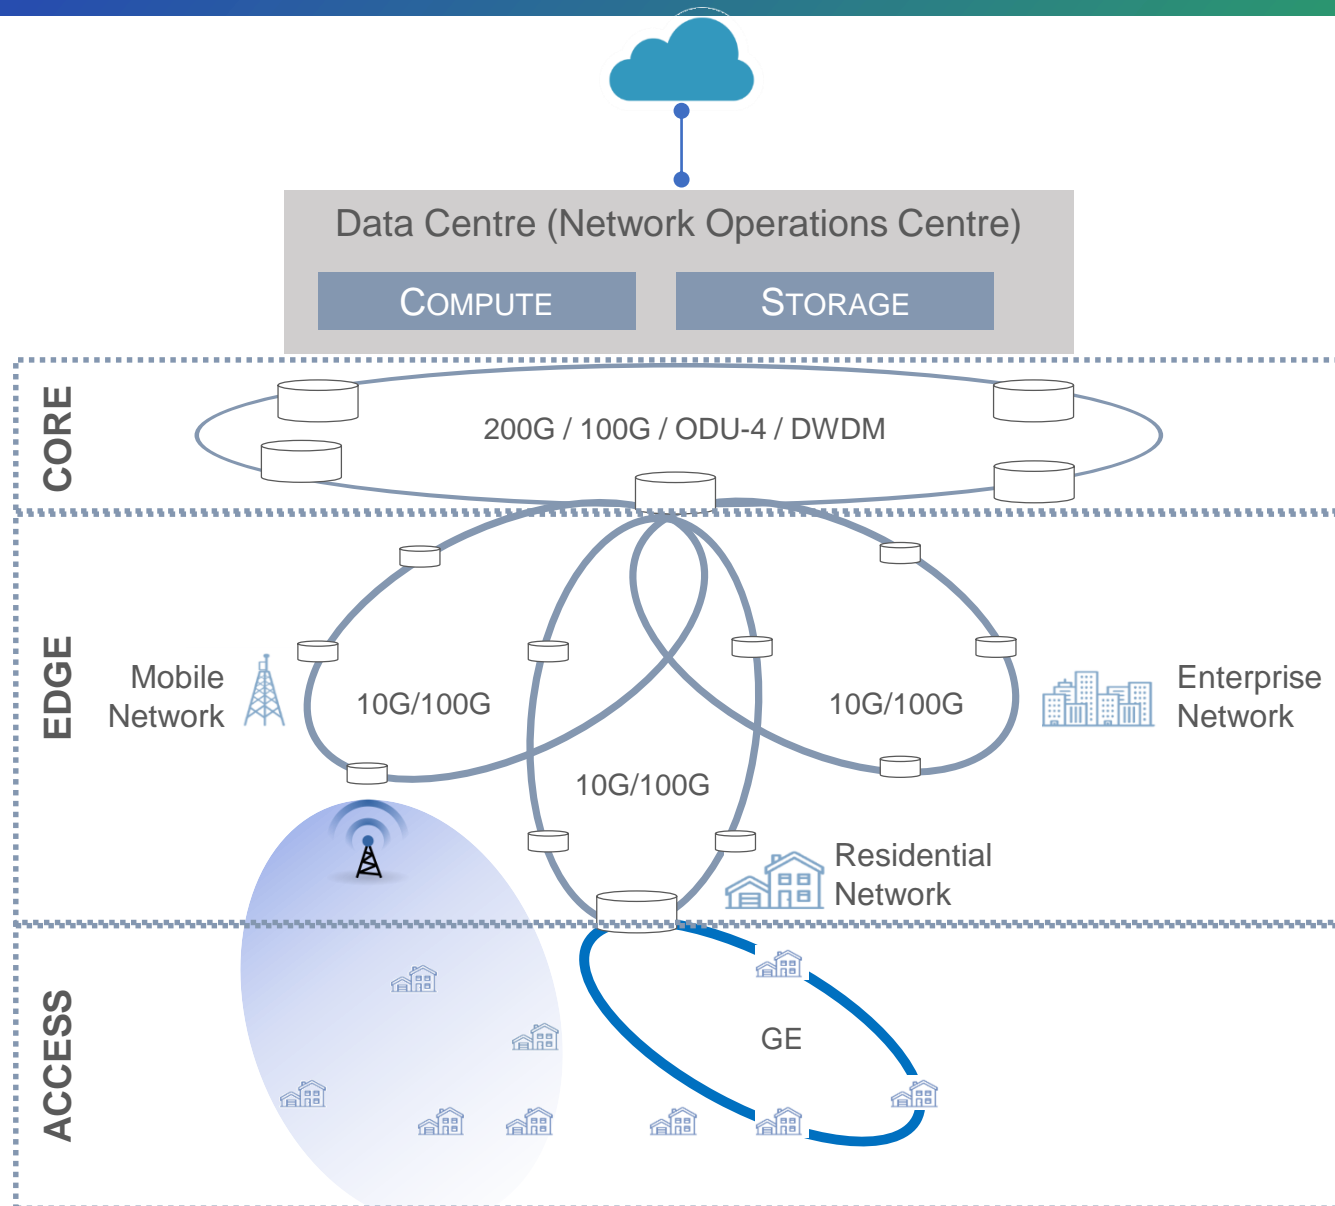 Data Centre (Network Operations Centre)
COMPUTE
STORAGE
CORE
200G / 100G / ODU-4 / DWDM
EDGE
Mobile
Network
10G/100G
10G/100G
Enterprise
Network
10G/100G
Residential
Network
ACCESS
GE